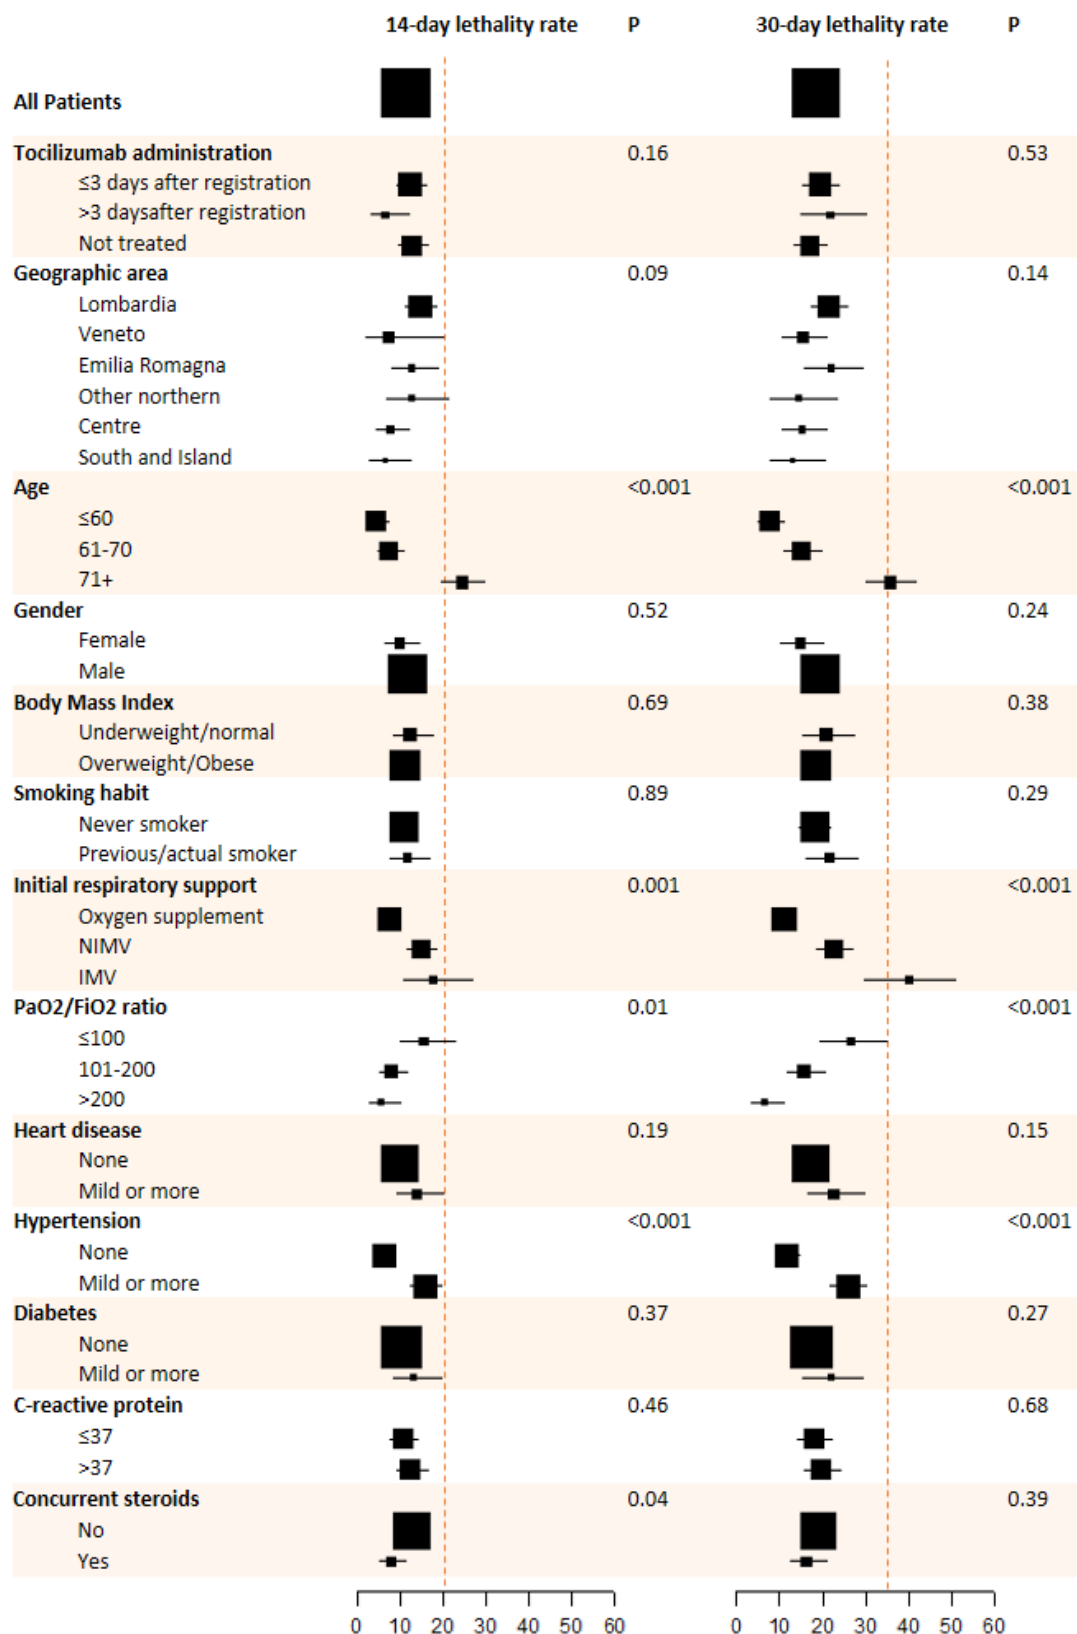 14-day lethality rate P 30-day lethality rate P
All Patients
Tocilizumab administration 0.16 0.53
≤3 days after registration
>3 daysafter registration
Not treated
Geographic area 0.09 0.14
Lombardia
Veneto
Emilia Romagna
Other northern
Centre
South and Island
Age <0.001 <0.001
≤60
61-70
71+
Gender 0.52 0.24
Female
Male
Body Mass Index 0.69 0.38
Underweight/normal
Overweight/Obese
Smoking habit 0.89 0.29
Never smoker
Previous/actual smoker
Initial respiratory support 0.001 <0.001
Oxygen supplement
NIMV
IMV
PaO2/FiO2 ratio 0.01 <0.001
≤100
101-200
>200
Heart disease 0.19 0.15
None
Mild or more
Hypertension <0.001 <0.001
None
Mild or more
Diabetes 0.37 0.27
None
Mild or more
C-reactive protein 0.46 0.68
≤37
>37
Concurrent steroids 0.04 0.39
No
Yes
0 10 20 30 40 50 60 0 10 20 30 40 50 60